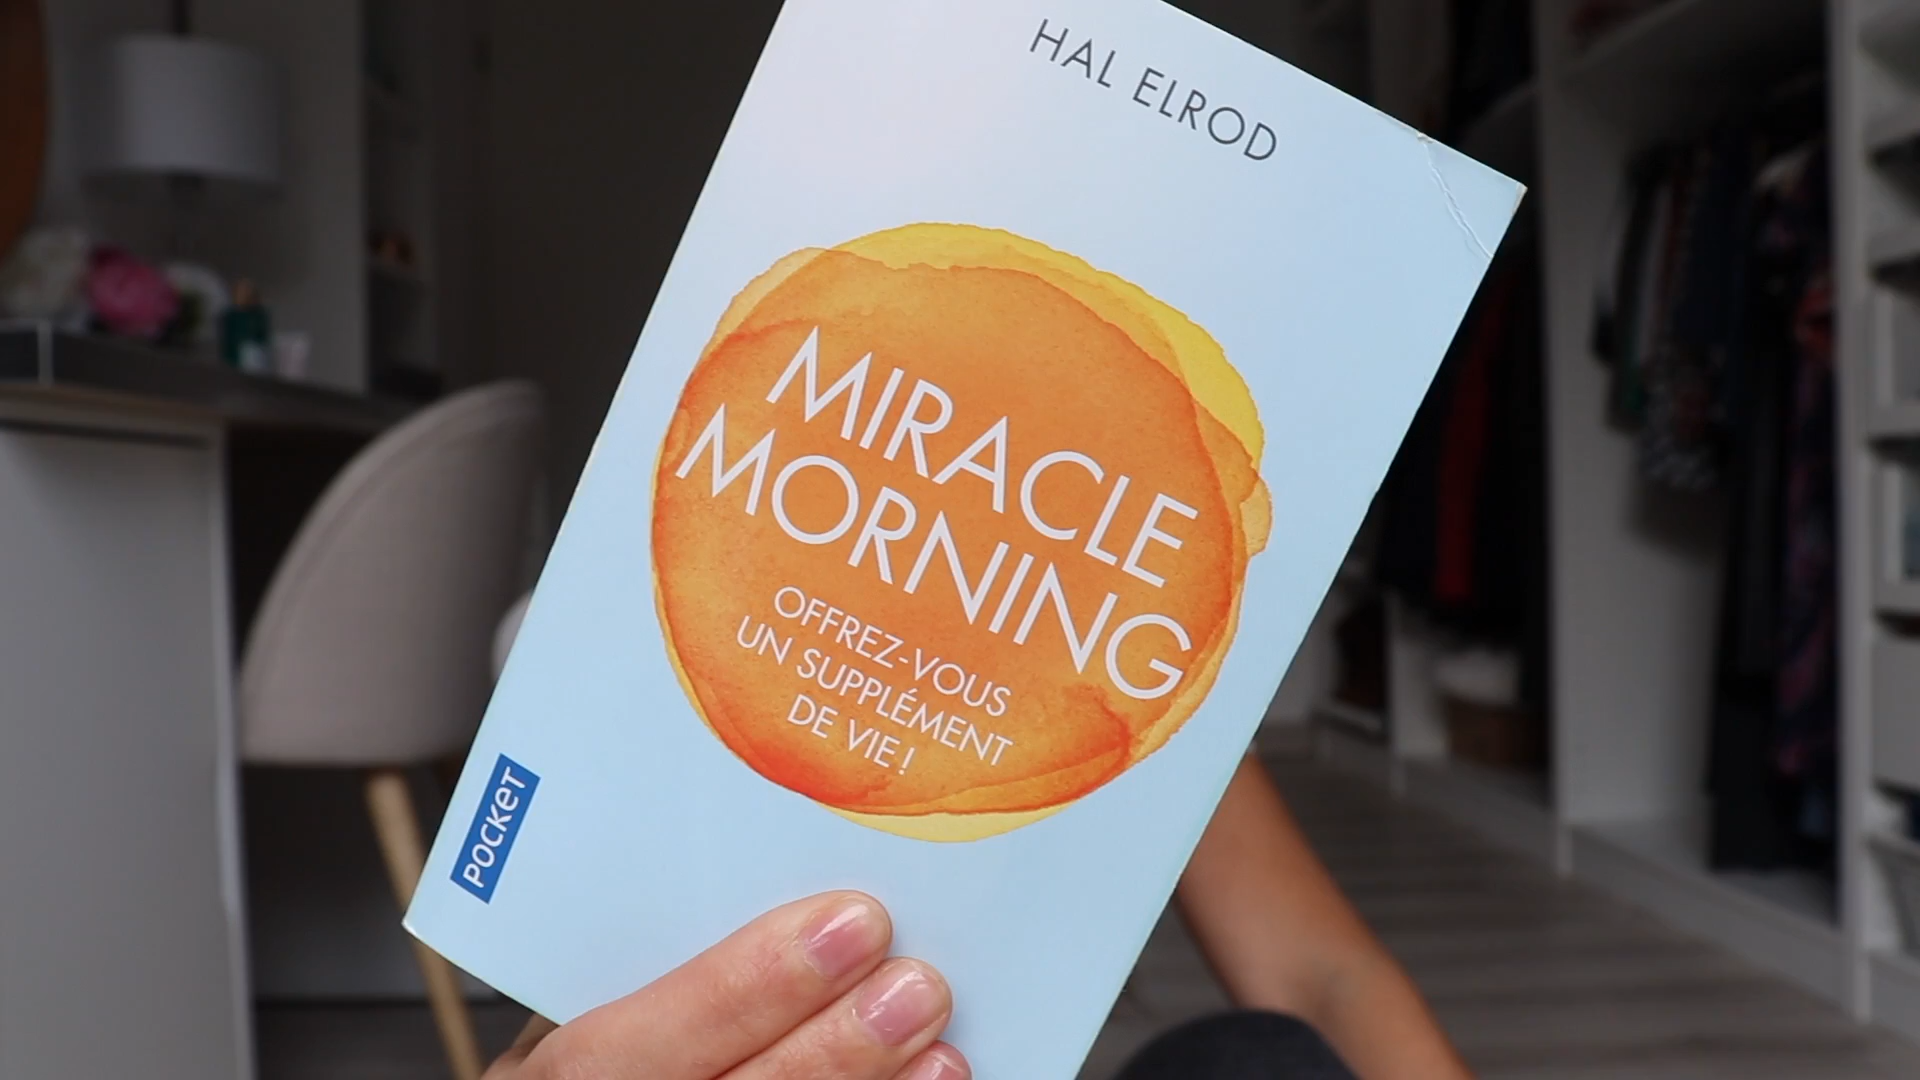 HAL ELROD
MIRACLE
MORNING
OFFREZ-VOUS
UN SUPPLÉMENT
DE VIE !
POCKET